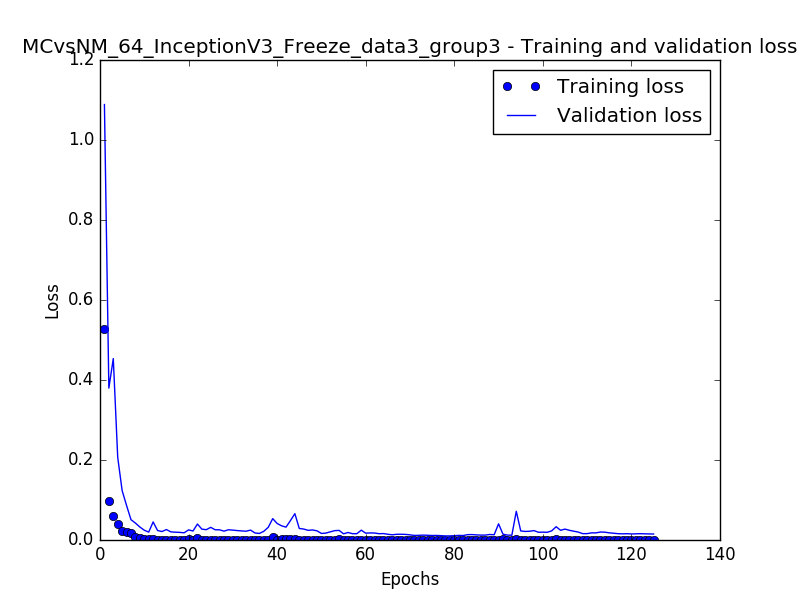 MCvsNM_64_InceptionV3_Freeze_data3_group3 - Training and validation loss
1.2
1.0
0.8
0.6
0.4
0.2
0.0
Loss
Training loss
Validation loss
0 20 40 60 80 100 120 140
Epochs